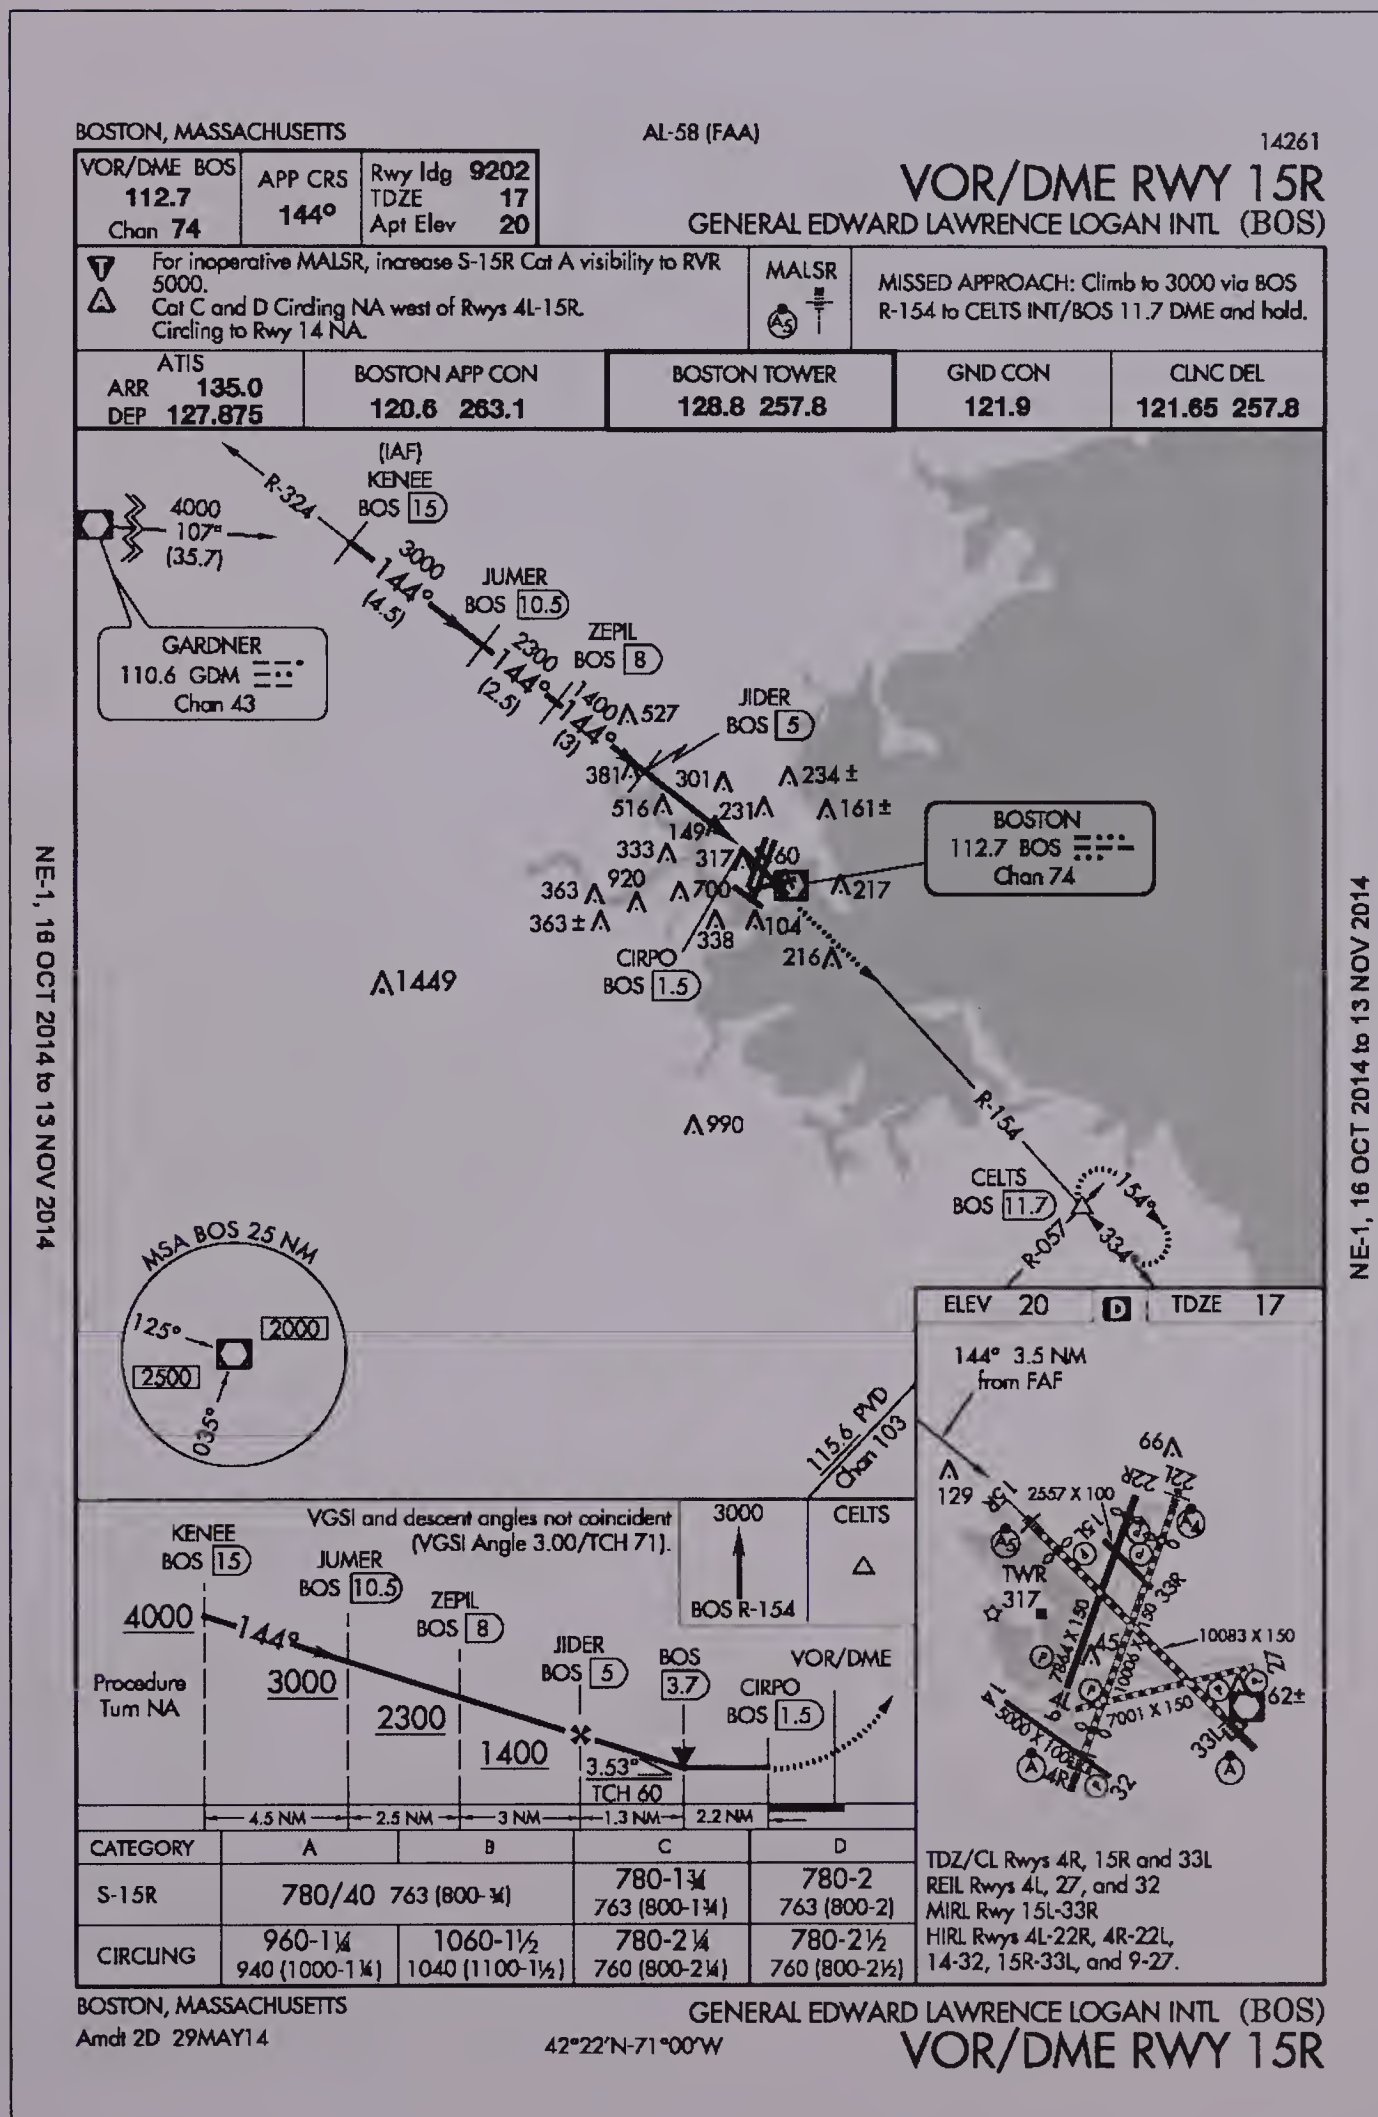 BOSTON, MASSACHUSETTS
AL-58 (FAA)
14261
VOR/DME BOS
112.7
Chan 74
APP CRS
144°
Rwy ldg 9202
TDZE 17
Apt Elev 20
VOR/DME RWY 15R
GENERAL EDWARD LAWRENCE LOGAN INTL (BOS)
T
A
For inoperative MALSR, increase S-15R Cat A visibility to RVR
5000.
Cat C and D Circling NA west of Rwys 4L-15R.
Circling to Rwy 14 NA.
MALSR
A5
MISSED APPROACH: Climb to 3000 via BOS
R-154 to CELTS INT/BOS 11.7 DME and hold.
ATIS
ARR 135.0
DEP 127.875
BOSTON APP CON
120.6 263.1
BOSTON TOWER
128.8 257.8
GND CON
121.9
CLNC DEL
121.65 257.8
(IAF)
KENEE
BOS 15
R-324
4000
107°
(35.7)
3000
144°
(4.5)
JUMER
BOS 10.5
GARDNER
110.6 GDM
Chan 43
2300
144°
(2.5)
ZEPIL
BOS 8
1400
144°
(3)
527
JIDER
BOS 5
381
301
234 ±
516
231
161 ±
149
333
317
60
BOSTON
112.7 BOS
Chan 74
363
920
700
217
363 ±
338
104
CIRPO
BOS 1.5
216
1449
990
R-154
CELTS
BOS 11.7
154°
334°
R-057
MSA BOS 25 NM
125°
2000
2500
035°
115.6 PVD
Chan 103
ELEV 20
D
TDZE 17
144° 3.5 NM
from FAF
66
129
15R
2557 X 100
22R
22L
15L
A5
TWR
317
33R
7864 X 150
10006 X 150
10083 X 150
4L
9
7001 X 150
27
62±
14
5000 X 100
33L
4R
32
TDZ/CL Rwys 4R, 15R and 33L
REIL Rwys 4L, 27, and 32
MIRL Rwy 15L-33R
HIRL Rwys 4L-22R, 4R-22L,
14-32, 15R-33L, and 9-27.
VGSI and descent angles not coincident
(VGSI Angle 3.00/TCH 71).
3000
BOS R-154
CELTS
KENEE
BOS 15
JUMER
BOS 10.5
ZEPIL
BOS 8
JIDER
BOS 5
BOS
3.7
VOR/DME
CIRPO
BOS 1.5
4000
144°
Procedure
Turn NA
3000
2300
1400
3.53°
TCH 60
4.5 NM
2.5 NM
3 NM
1.3 NM
2.2 NM
CATEGORY A B C D
S-15R 780/40 763 (800-¾) 780-1¾ 763 (800-1¾) 780-2 763 (800-2)
CIRCLING 960-1¼ 940 (1000-1¼) 1060-1½ 1040 (1100-1½) 780-2¼ 760 (800-2¼) 780-2½ 760 (800-2½)
BOSTON, MASSACHUSETTS
Amdt 2D 29MAY14
42°22'N-71°00'W
GENERAL EDWARD LAWRENCE LOGAN INTL (BOS)
VOR/DME RWY 15R
NE-1, 16 OCT 2014 to 13 NOV 2014
NE-1, 16 OCT 2014 to 13 NOV 2014